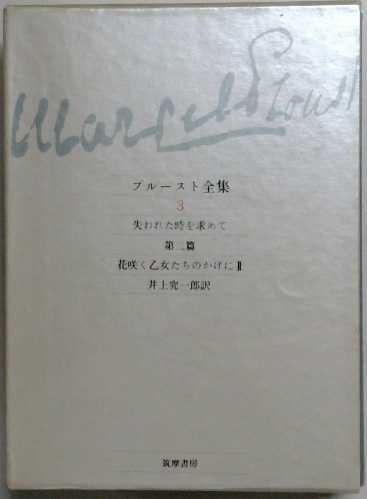 Marcel Proust
プルースト全集
3
失われた時を求めて
第二篇
花咲く乙女たちのかげにⅡ
井上究一郎訳
筑摩書房